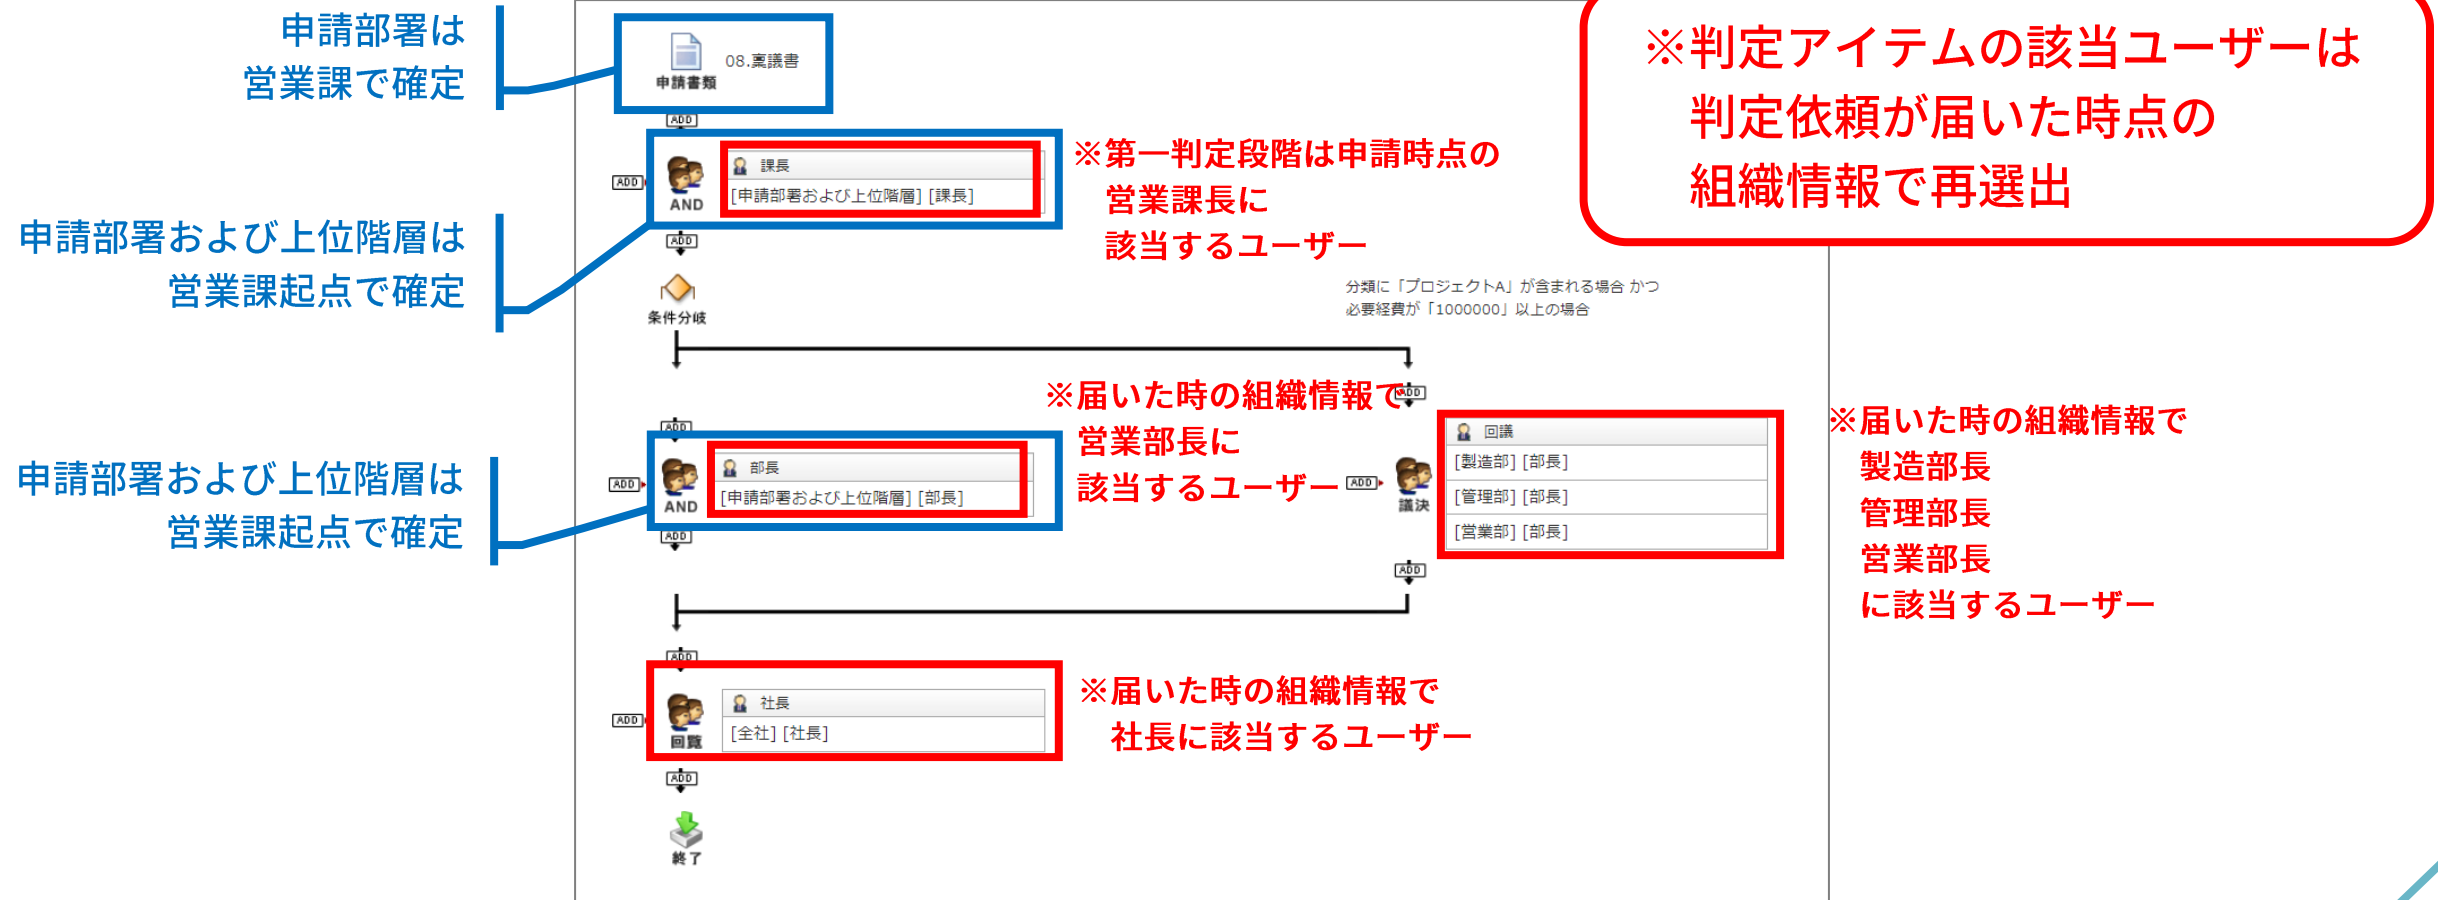 申請部署は
営業課で確定
08.稟議書
申請書類
※判定アイテムの該当ユーザーは
判定依頼が届いた時点の
組織情報で再選出
ADD
ADD
AND
課長
[申請部署および上位階層] [課長]
※第一判定段階は申請時点の
営業課長に
該当するユーザー
申請部署および上位階層は
営業課起点で確定
ADD
条件分岐
分類に「プロジェクトA」が含まれる場合 かつ
必要経費が「1000000」以上の場合
ADD
ADD
ADD
AND
部長
[申請部署および上位階層] [部長]
※届いた時の組織情報で
営業部長に
該当するユーザー
申請部署および上位階層は
営業課起点で確定
ADD
ADD
議決
回議
[製造部] [部長]
[管理部] [部長]
[営業部] [部長]
※届いた時の組織情報で
製造部長
管理部長
営業部長
に該当するユーザー
ADD
ADD
ADD
回覧
社長
[全社] [社長]
※届いた時の組織情報で
社長に該当するユーザー
ADD
終了